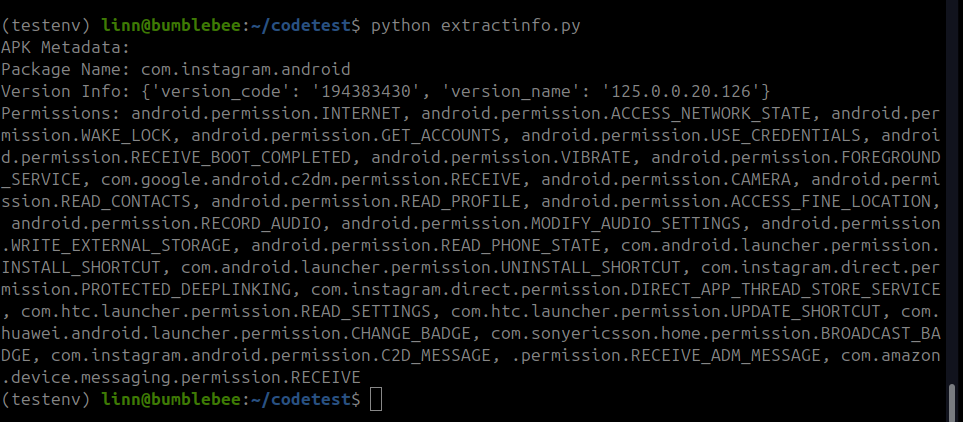 (testenv) linn@bumblebee:~/codetest$ python extractinfo.py
APK Metadata:
Package Name: com.instagram.android
Version Info: {'version_code': '194383430', 'version_name': '125.0.0.20.126'}
Permissions: android.permission.INTERNET, android.permission.ACCESS_NETWORK_STATE, android.per
mission.WAKE_LOCK, android.permission.GET_ACCOUNTS, android.permission.USE_CREDENTIALS, androi
d.permission.RECEIVE_BOOT_COMPLETED, android.permission.VIBRATE, android.permission.FOREGROUND
_SERVICE, com.google.android.c2dm.permission.RECEIVE, android.permission.CAMERA, android.permi
ssion.READ_CONTACTS, android.permission.READ_PROFILE, android.permission.ACCESS_FINE_LOCATION,
 android.permission.RECORD_AUDIO, android.permission.MODIFY_AUDIO_SETTINGS, android.permission
.WRITE_EXTERNAL_STORAGE, android.permission.READ_PHONE_STATE, com.android.launcher.permission.
INSTALL_SHORTCUT, com.android.launcher.permission.UNINSTALL_SHORTCUT, com.instagram.direct.per
mission.PROTECTED_DEEPLINKING, com.instagram.direct.permission.DIRECT_APP_THREAD_STORE_SERVICE
, com.htc.launcher.permission.READ_SETTINGS, com.htc.launcher.permission.UPDATE_SHORTCUT, com.
huawei.android.launcher.permission.CHANGE_BADGE, com.sonyericsson.home.permission.BROADCAST_BA
DGE, com.instagram.android.permission.C2D_MESSAGE, .permission.RECEIVE_ADM_MESSAGE, com.amazon
.device.messaging.permission.RECEIVE
(testenv) linn@bumblebee:~/codetest$